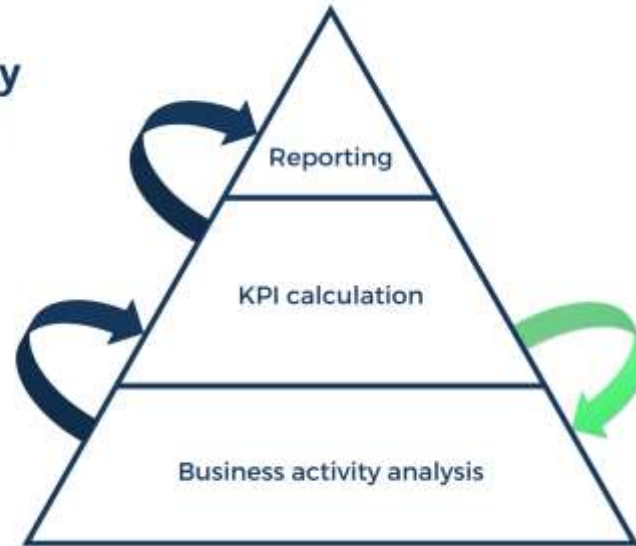 y
Reporting
KPI calculation
Business activity analysis